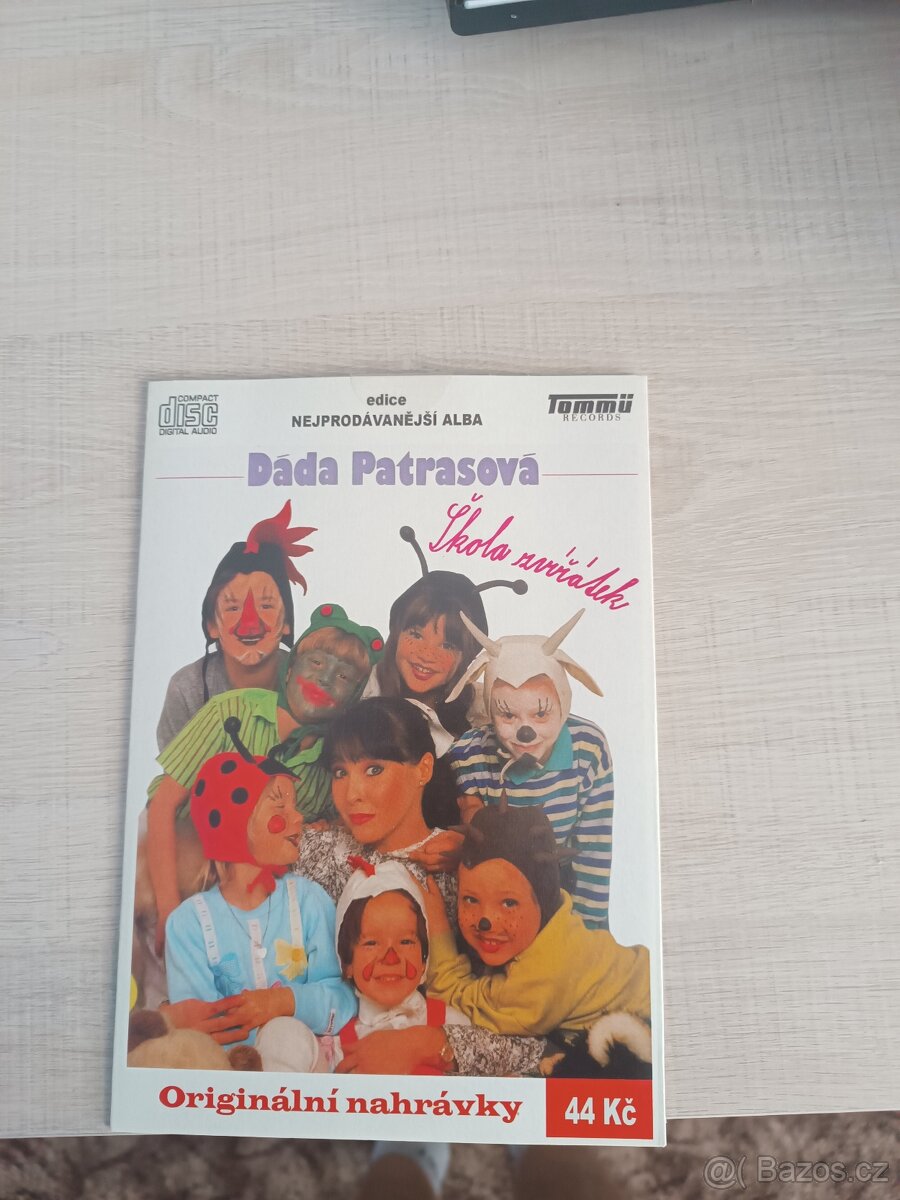 COMPACT
disc
DIGITAL AUDIO
edice
NEJPRODÁVANĚJŠÍ ALBA
Tommü
RECORDS
Dáda Patrasová
Škola zvířátek
Originální nahrávky
44 Kč
@( Bazos.cz